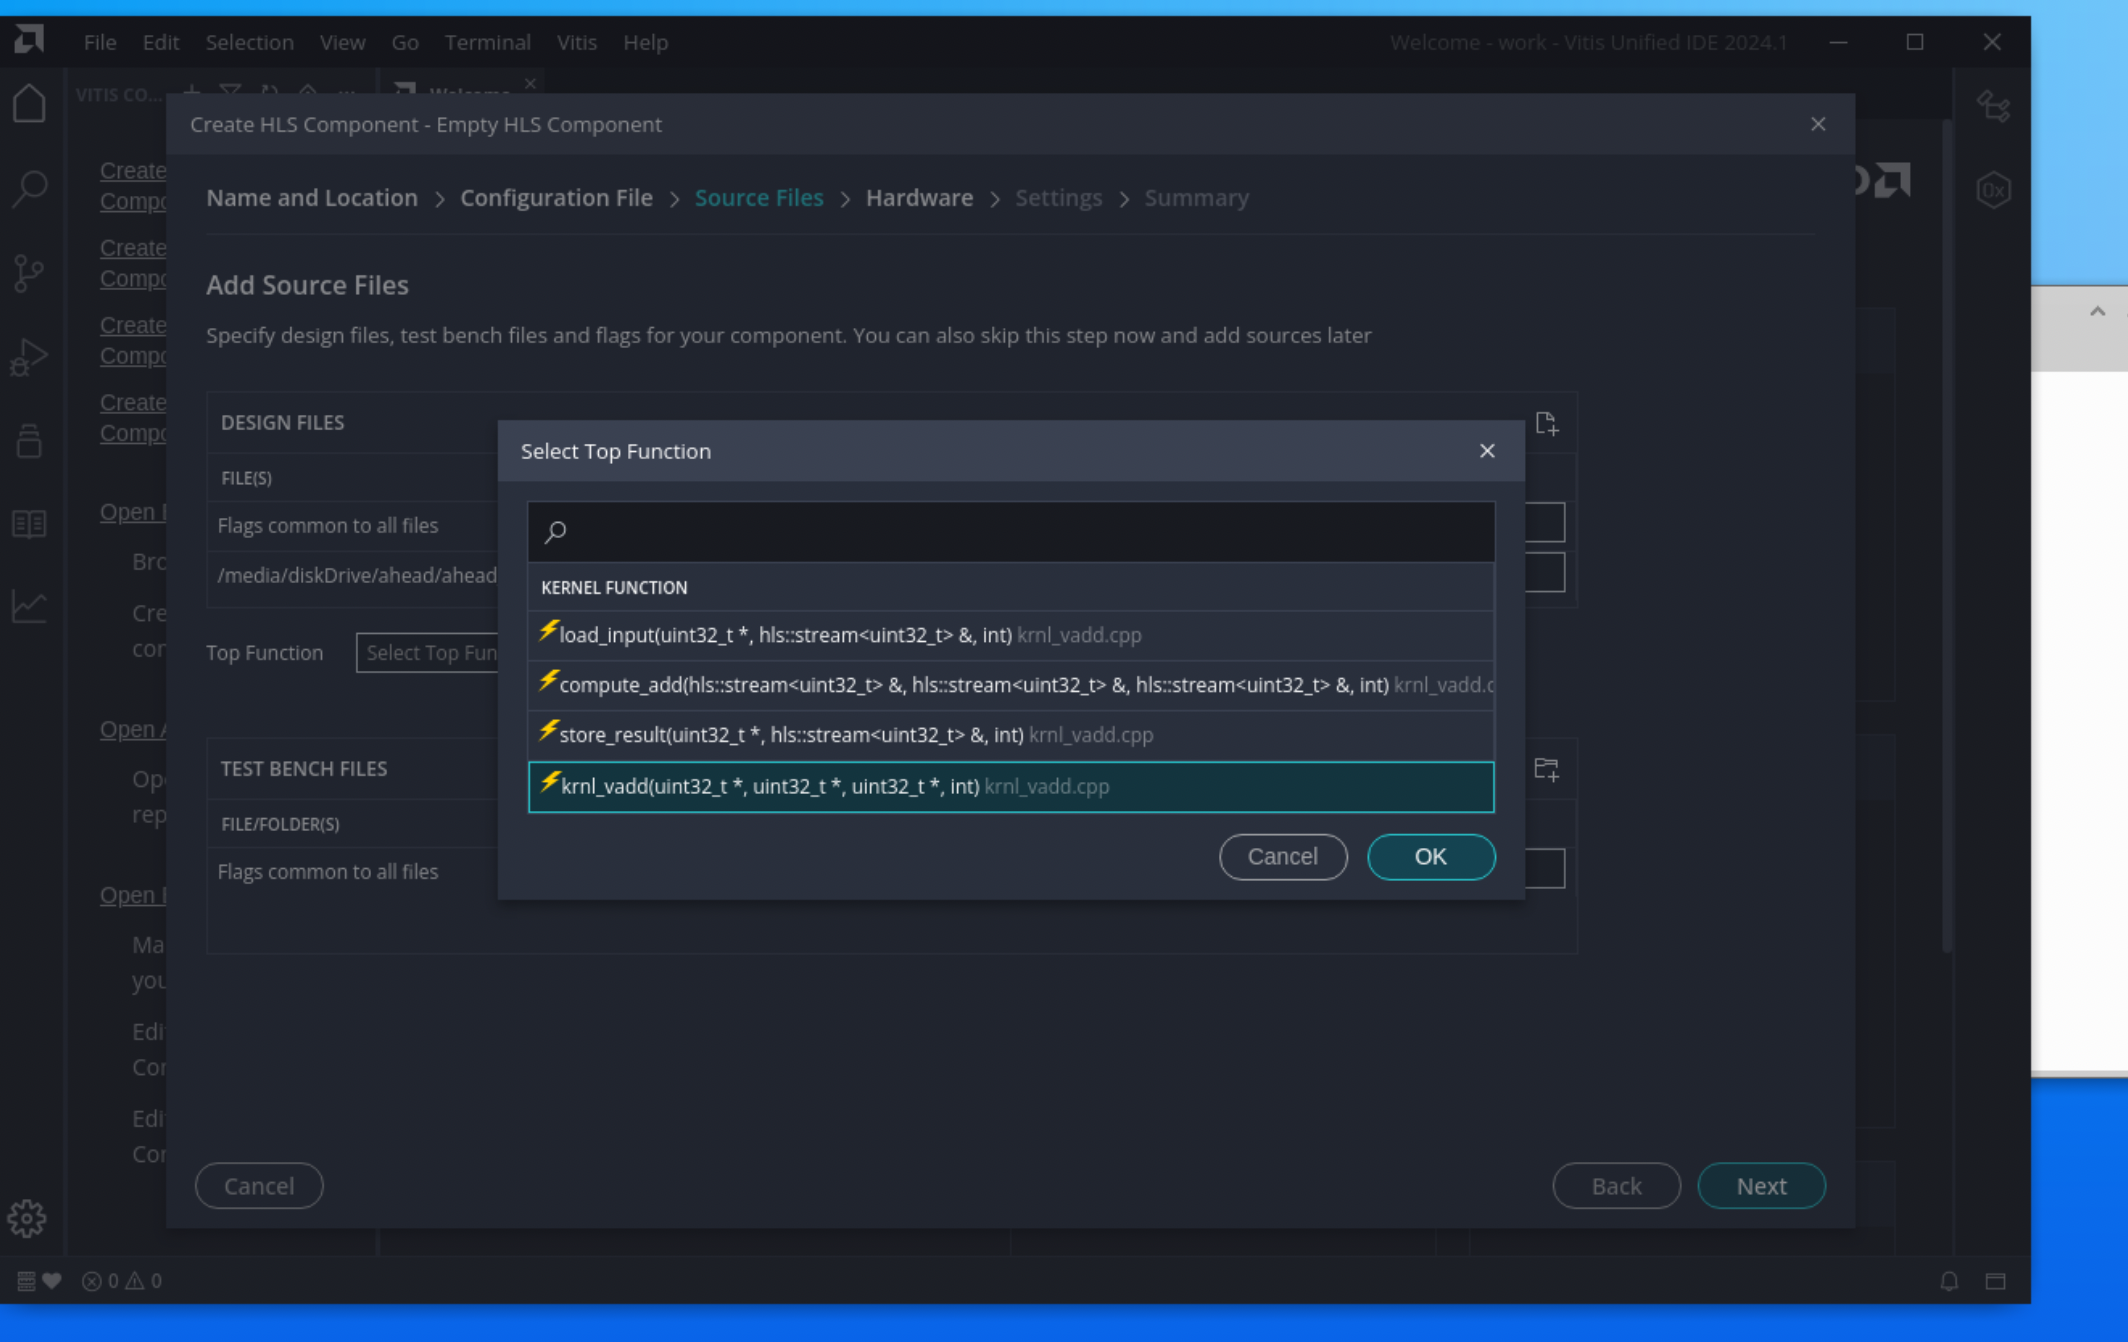 File Edit Selection View Go Terminal Vitis Help
Welcome - work - Vitis Unified IDE 2024.1
VITIS CO...
Welcome
Create HLS Component - Empty HLS Component
Name and Location > Configuration File > Source Files > Hardware > Settings > Summary
Add Source Files
Specify design files, test bench files and flags for your component. You can also skip this step now and add sources later
Create
Compo
Create
Compo
Create
Compo
Create
Compo
Open
Bro
Cre
cor
Open
Ope
rep
Open
Ma
you
Edi
Cor
Edi
Cor
DESIGN FILES
FILE(S)
Flags common to all files
/media/diskDrive/ahead/ahead
Top Function
Select Top Fun
TEST BENCH FILES
FILE/FOLDER(S)
Flags common to all files
Select Top Function
KERNEL FUNCTION
load_input(uint32_t *, hls::stream<uint32_t> &, int) krnl_vadd.cpp
compute_add(hls::stream<uint32_t> &, hls::stream<uint32_t> &, hls::stream<uint32_t> &, int) krnl_vadd.c
store_result(uint32_t *, hls::stream<uint32_t> &, int) krnl_vadd.cpp
krnl_vadd(uint32_t *, uint32_t *, uint32_t *, int) krnl_vadd.cpp
Cancel OK
Cancel Back Next
0x
0 0